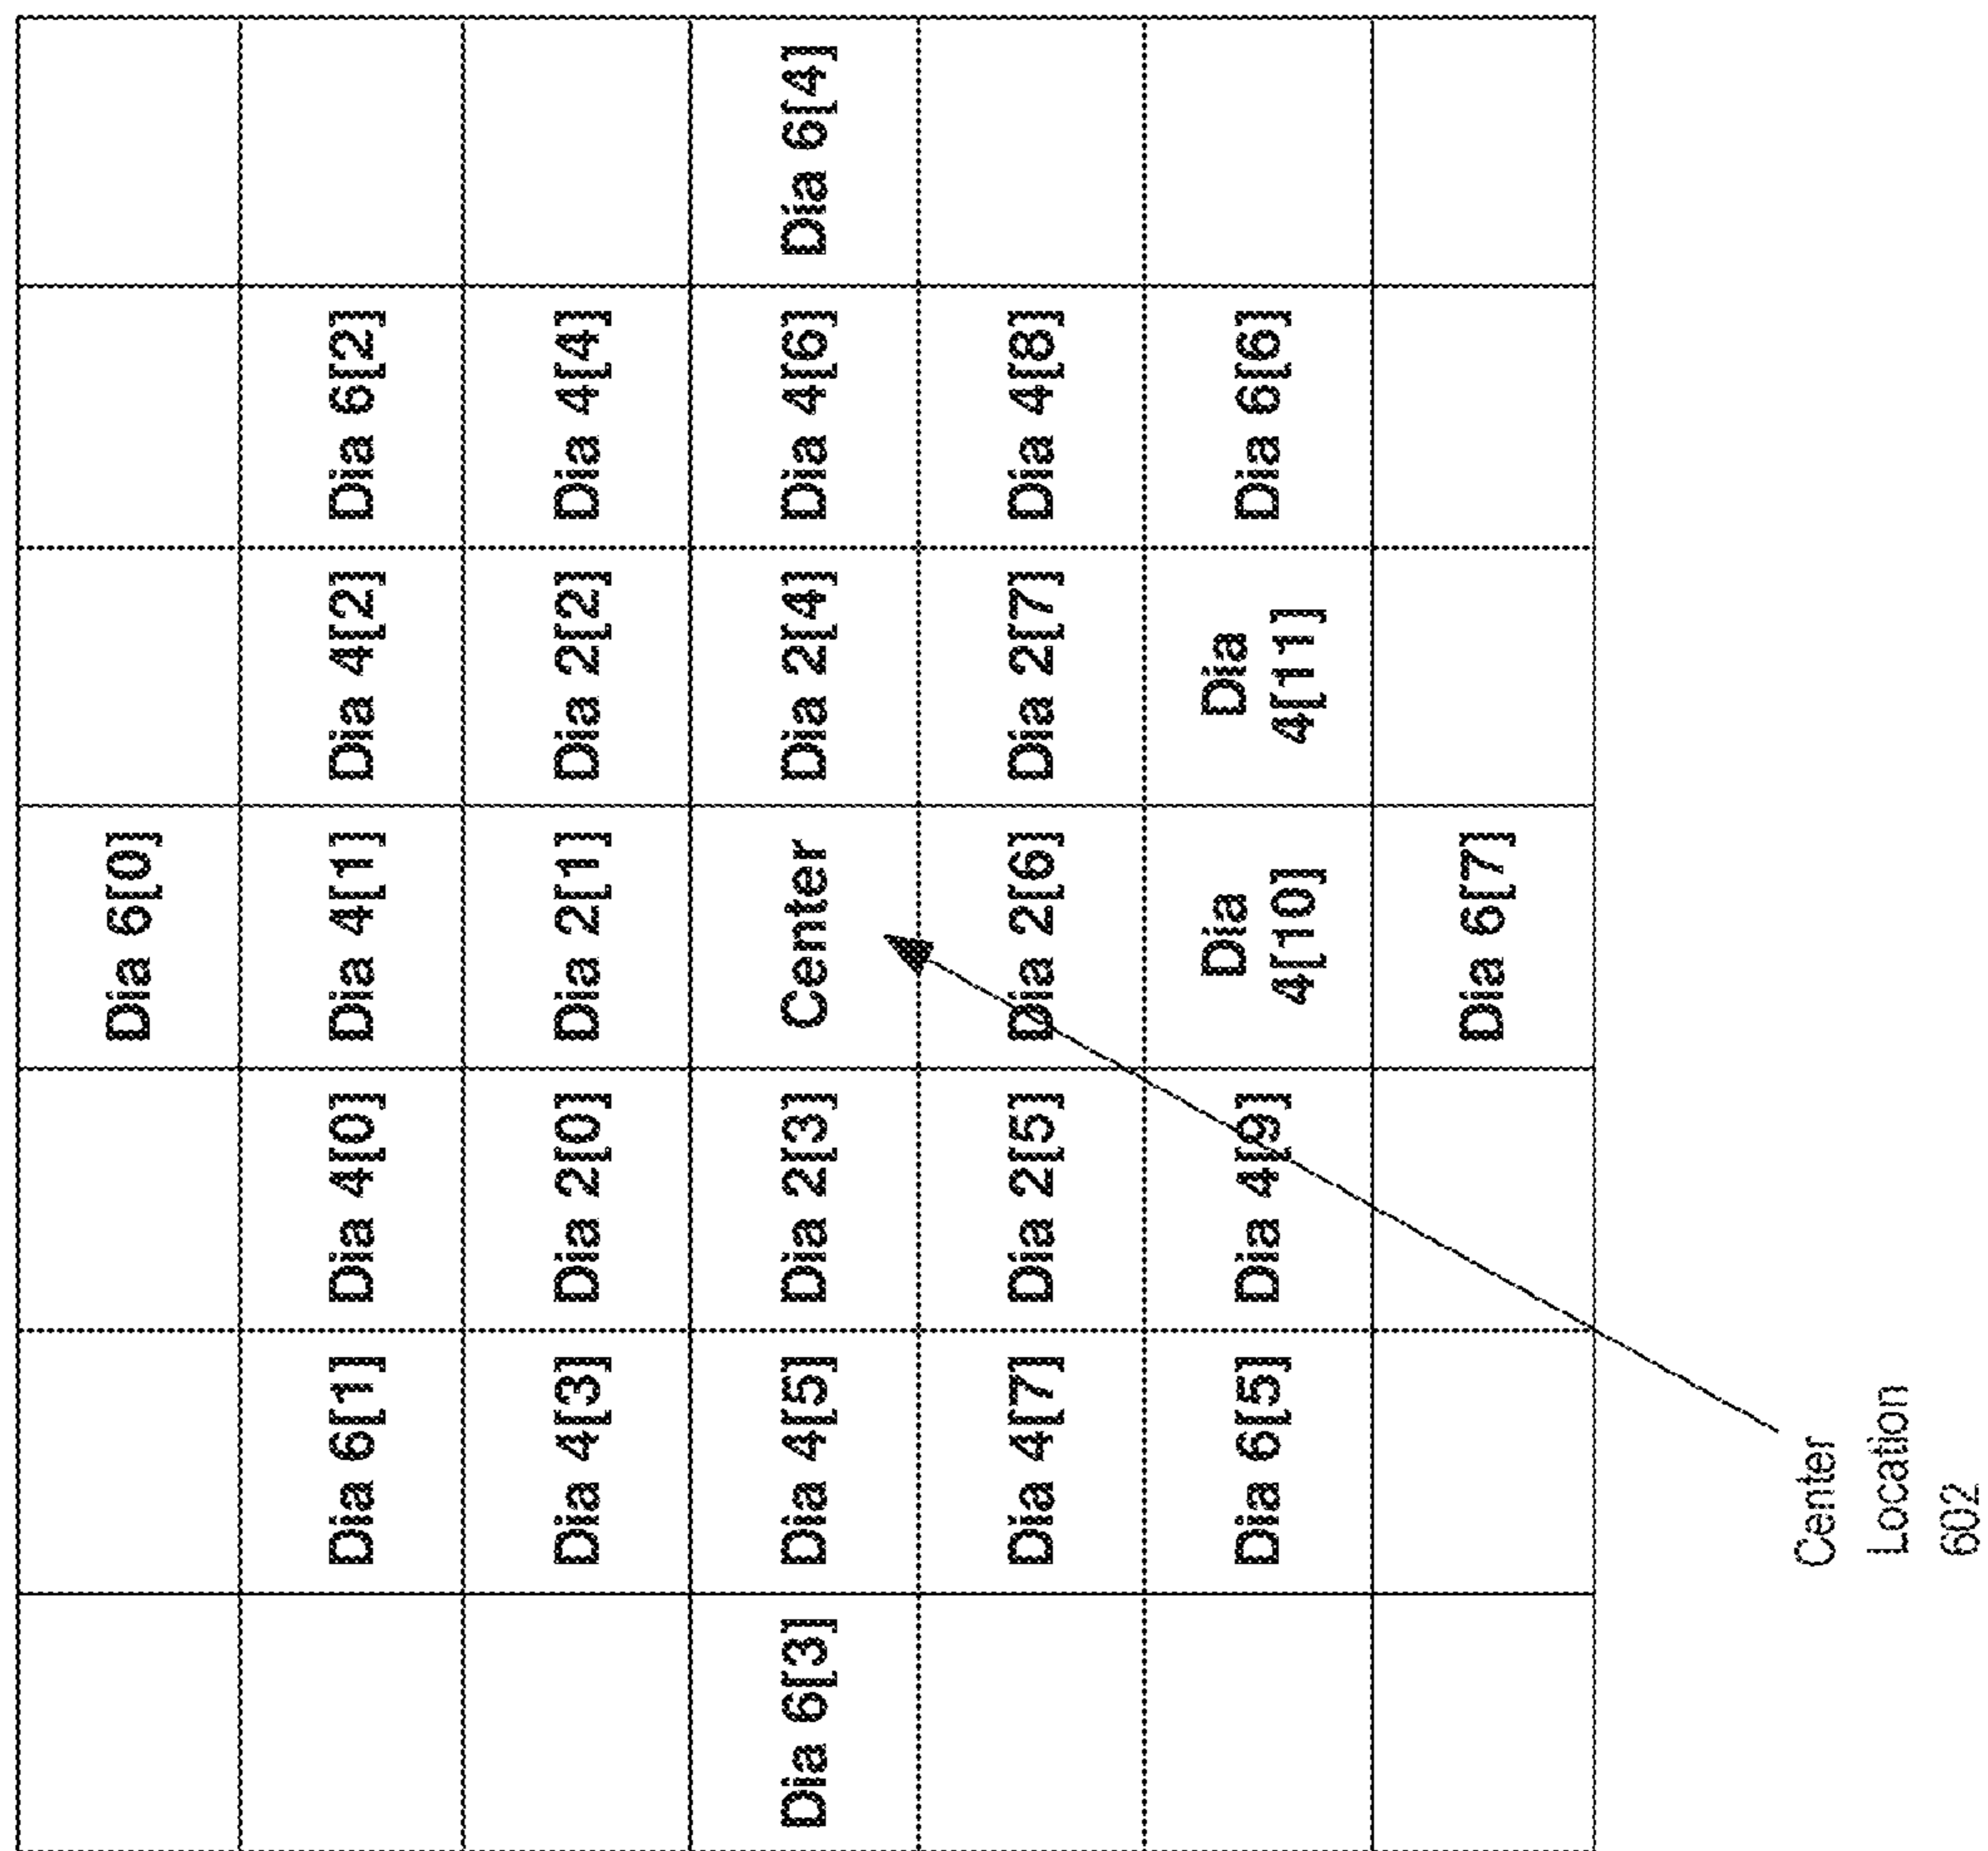 Dia 6[0]
Dia 6[1] Dia 4[0] Dia 4[1] Dia 4[2] Dia 6[2]
Dia 4[3] Dia 2[0] Dia 2[1] Dia 2[2] Dia 4[4]
Dia 6[3] Dia 4[5] Dia 2[3] Center Dia 2[4] Dia 4[6] Dia 6[4]
Dia 4[7] Dia 2[5] Dia 2[6] Dia 2[7] Dia 4[8]
Dia 6[5] Dia 4[9] Dia 4[10] Dia 4[11] Dia 6[6]
Dia 6[7]
Center
Location
602